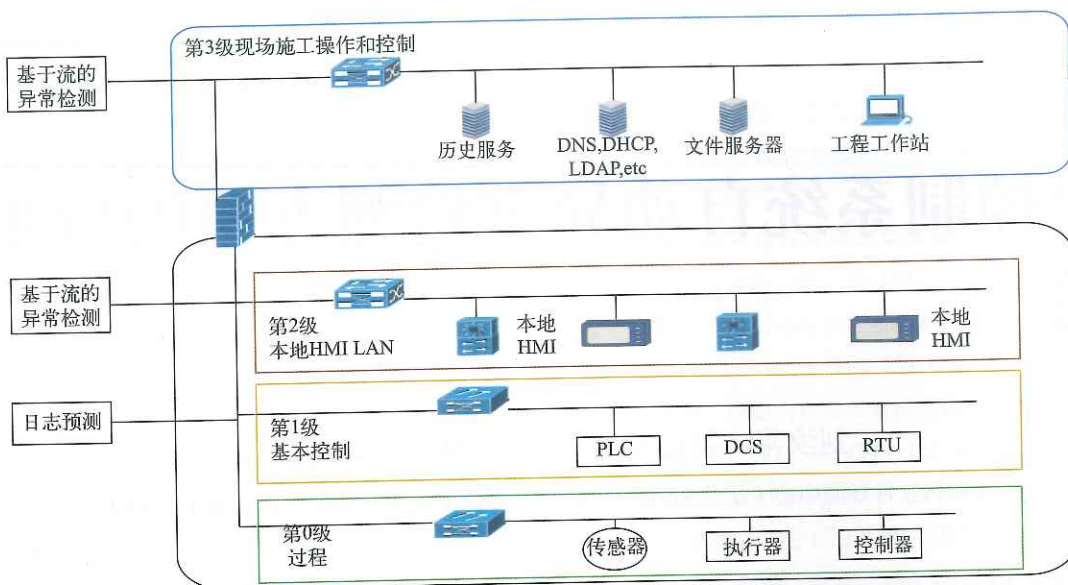 第3级现场施工操作和控制
基于流的
异常检测
历史服务
DNS,DHCP,
LDAP,etc
文件服务器
工程工作站
基于流的
异常检测
第2级
本地HMI LAN
本地
HMI
本地
HMI
日志预测
第1级
基本控制
PLC
DCS
RTU
第0级
过程
传感器
执行器
控制器